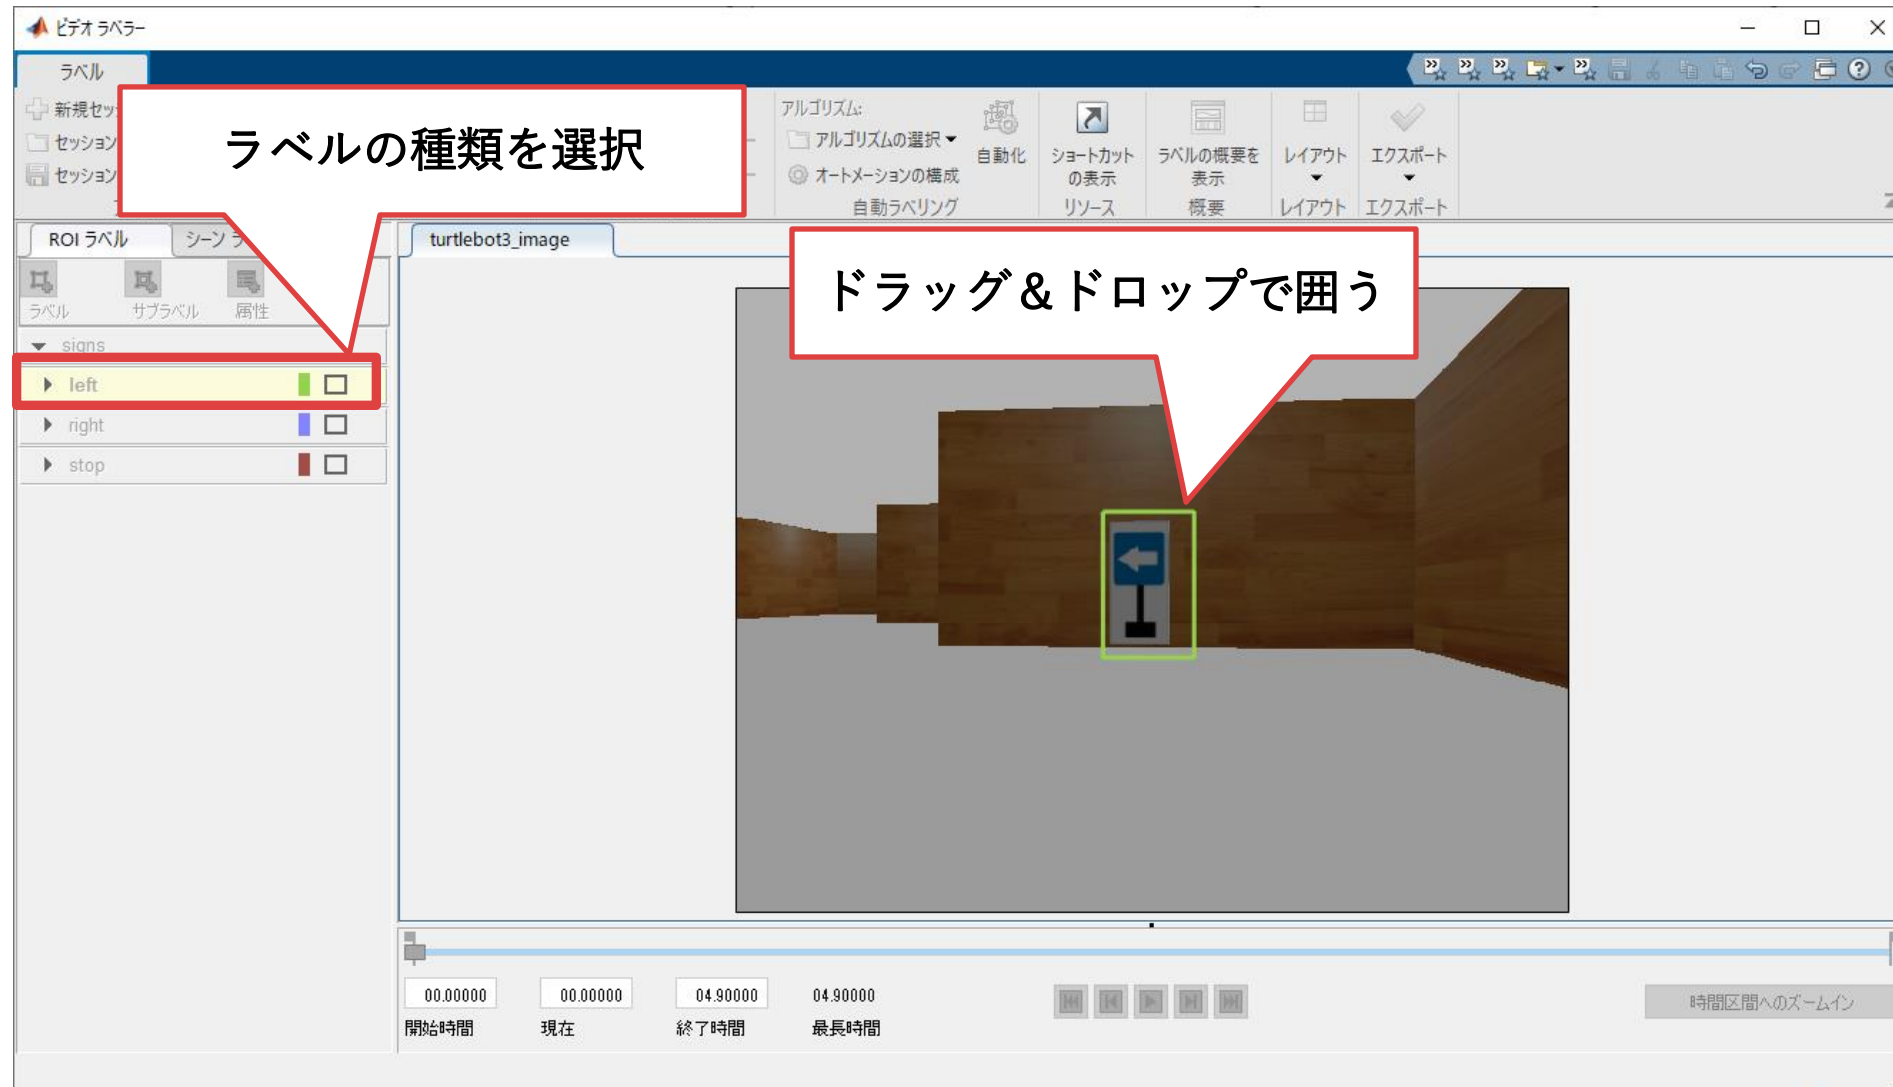 ビデオ ラベラー
ラベル
新規セッ
セッション
セッション
ラベルの種類を選択
アルゴリズム:
アルゴリズムの選択
オートメーションの構成
自動ラベリング
自動化
ショートカット
の表示
リソース
ラベルの概要を
表示
概要
レイアウト
レイアウト
エクスポート
エクスポート
ROI ラベル
シーン ラ
turtlebot3_image
ラベル
サブラベル
属性
ドラッグ＆ドロップで囲う
signs
left
right
stop
00.00000
00.00000
04.90000
04.90000
開始時間
現在
終了時間
最長時間
時間区間へのズームイン